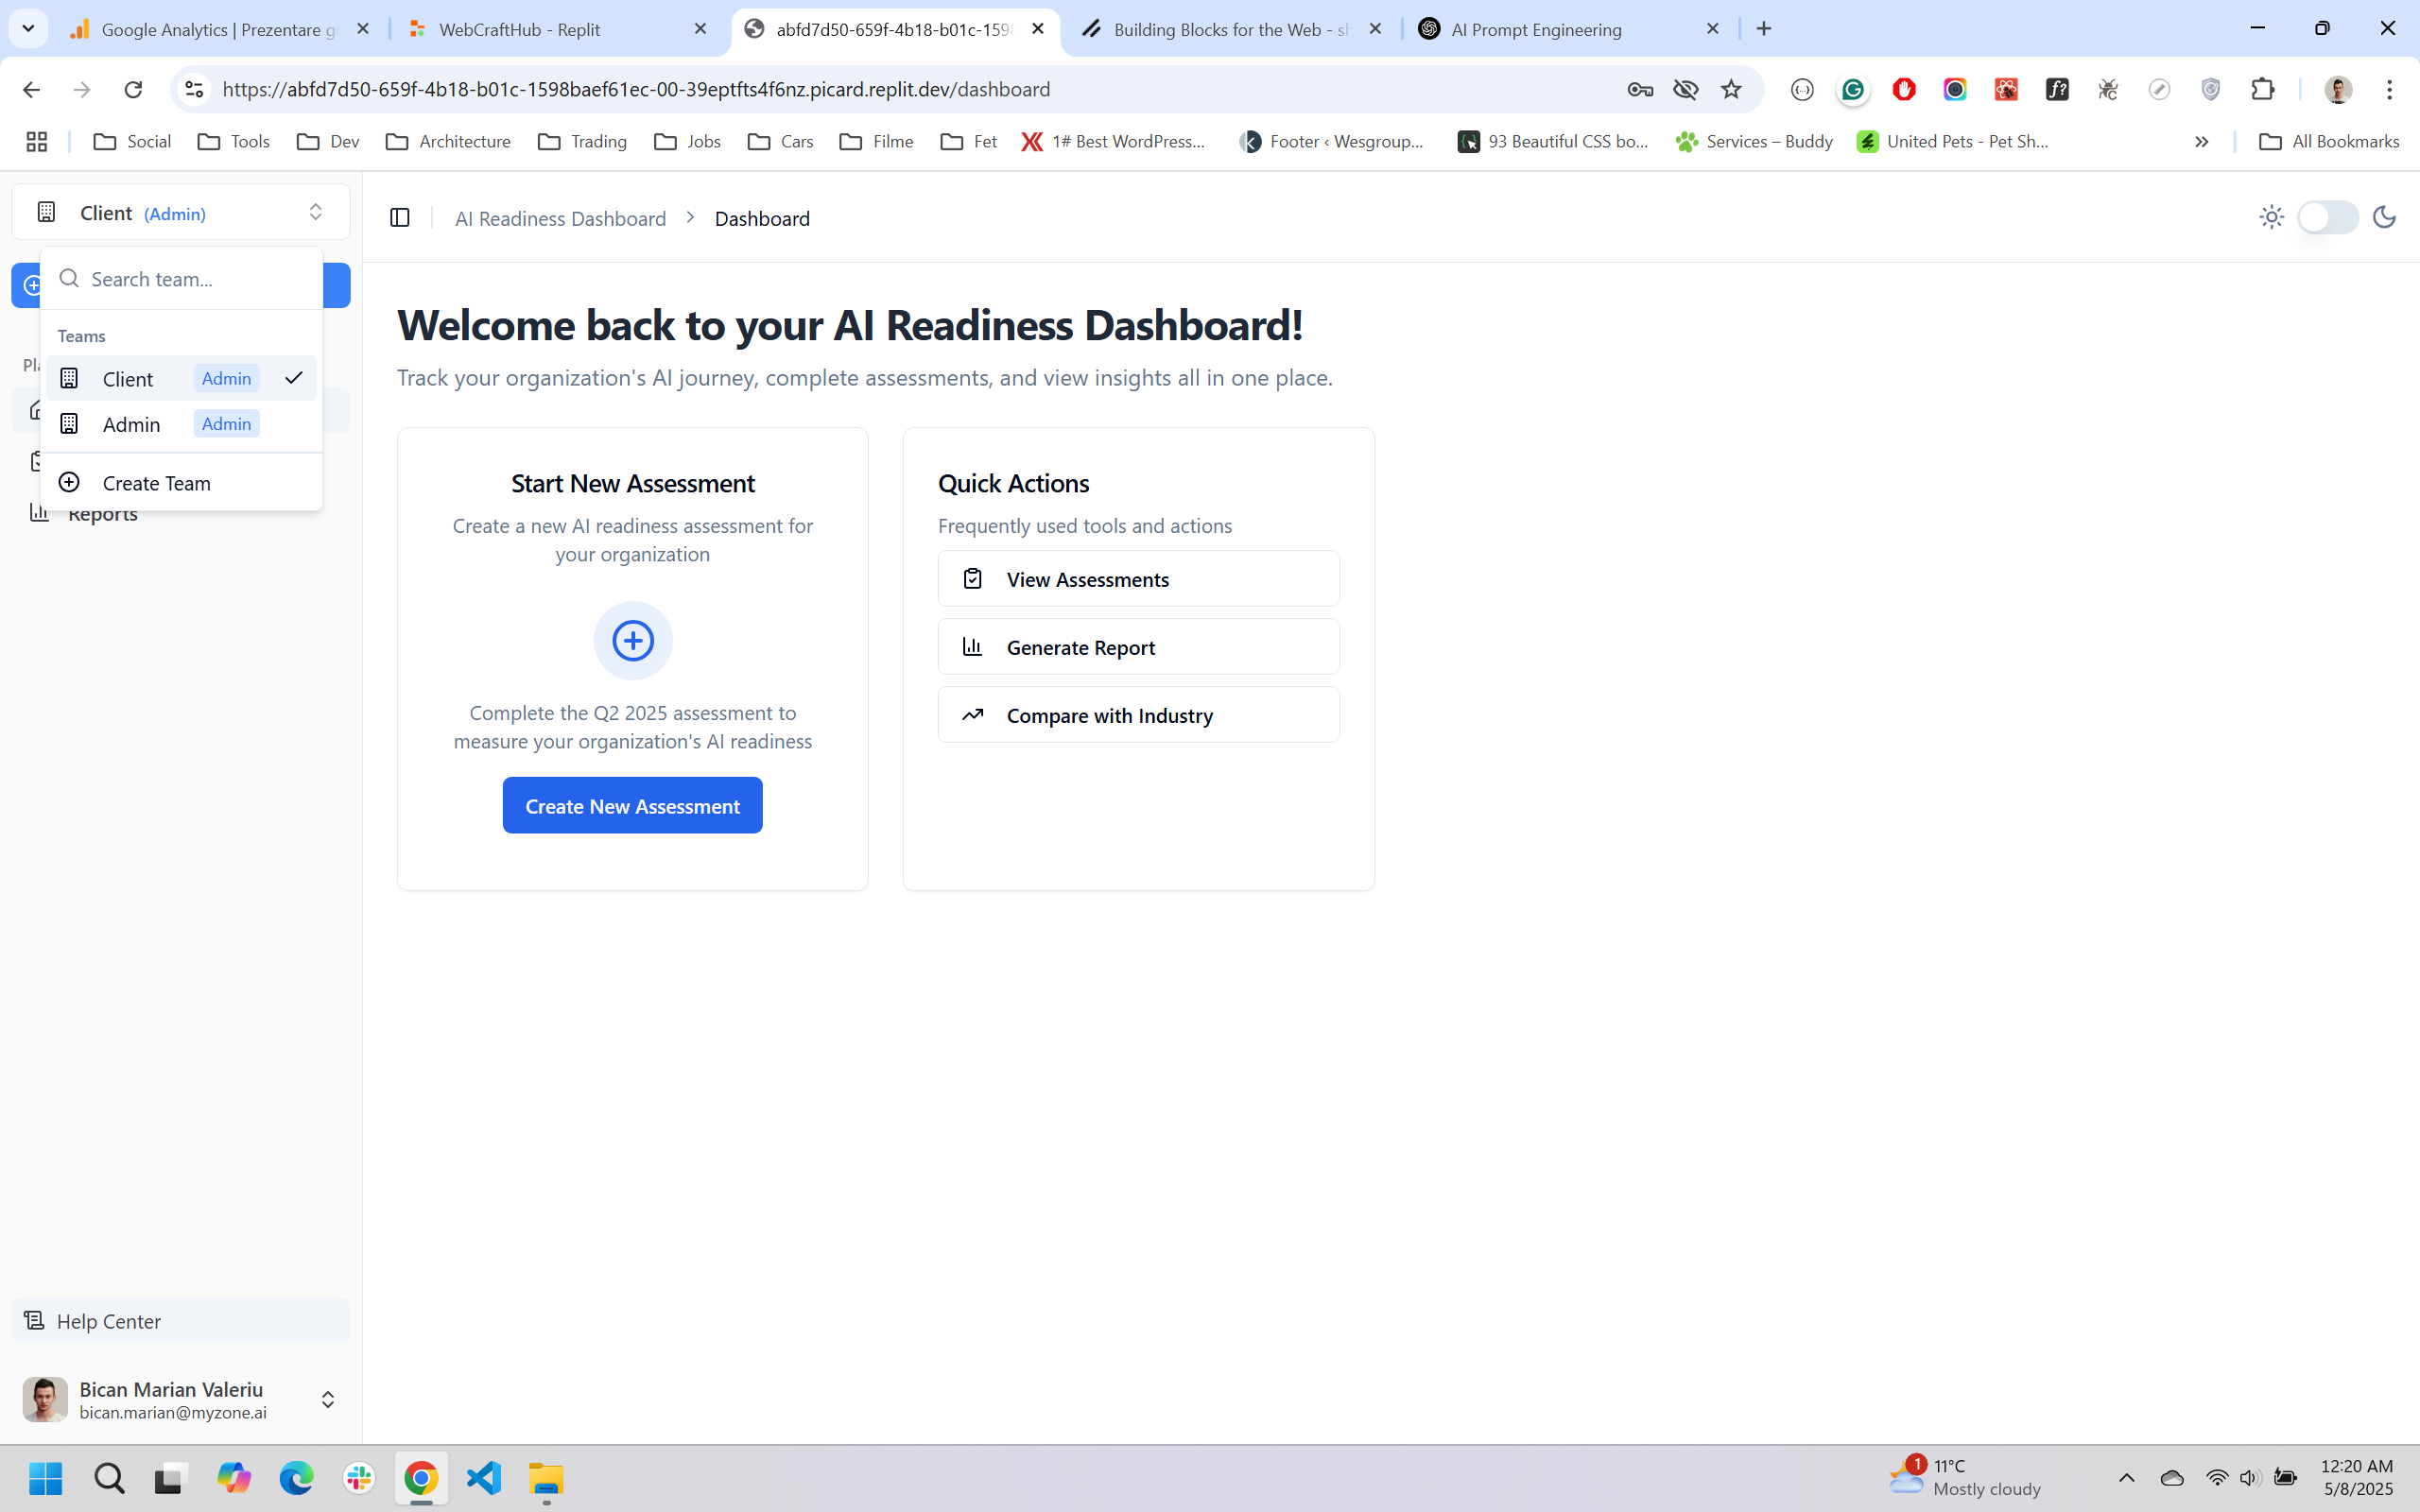 Google Analytics | Prezentare g
WebCraftHub - Replit
abfd7d50-659f-4b18-b01c-159
Building Blocks for the Web - sh
AI Prompt Engineering
https://abfd7d50-659f-4b18-b01c-1598baef61ec-00-39eptfts4f6nz.picard.replit.dev/dashboard
Social
Tools
Dev
Architecture
Trading
Jobs
Cars
Filme
Fet
1# Best WordPress...
Footer ‹ Wesgroup...
93 Beautiful CSS bo...
Services – Buddy
United Pets - Pet Sh...
All Bookmarks
Client (Admin)
AI Readiness Dashboard > Dashboard
Search team...
Teams
Client Admin
Admin Admin
Create Team
Reports
Welcome back to your AI Readiness Dashboard!
Track your organization's AI journey, complete assessments, and view insights all in one place.
Start New Assessment
Create a new AI readiness assessment for
your organization
Complete the Q2 2025 assessment to
measure your organization's AI readiness
Create New Assessment
Quick Actions
Frequently used tools and actions
View Assessments
Generate Report
Compare with Industry
Help Center
Bican Marian Valeriu
bican.marian@myzone.ai
1
11°C
Mostly cloudy
12:20 AM
5/8/2025